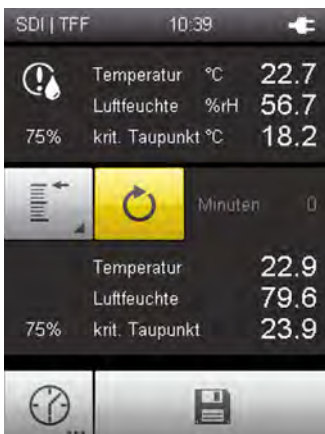 SDI | TFF 10:39
Temperatur °C 22.7
Luftfeuchte %rH 56.7
75% krit. Taupunkt °C 18.2
Minuten 0
Temperatur 22.9
Luftfeuchte 79.6
75% krit. Taupunkt 23.9